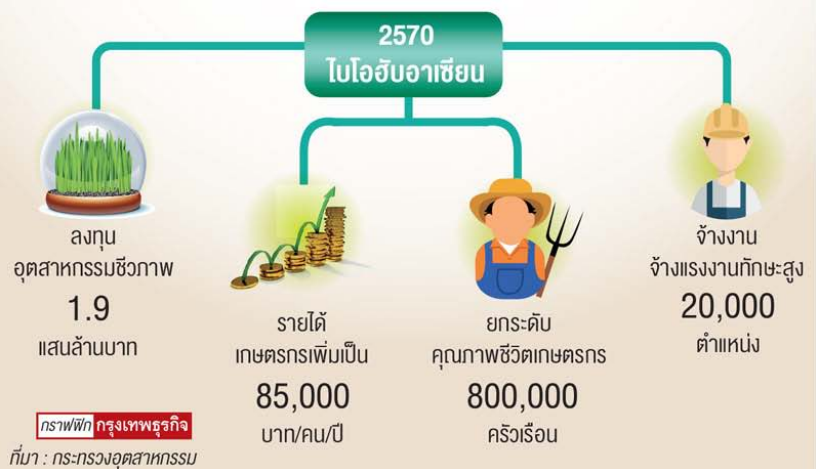 2570
ไบโอฮับอาเซียน
ลงทุน
อุตสาหกรรมชีวภาพ
1.9
แสนล้านบาท
รายได้
เกษตรกรเพิ่มเป็น
85,000
บาท/คน/ปี
ยกระดับ
คุณภาพชีวิตเกษตรกร
800,000
ครัวเรือน
จ้างงาน
จ้างแรงงานทักษะสูง
20,000
ตำแหน่ง
กราฟฟิก กรุงเทพธุรกิจ
ที่มา : กระทรวงอุตสาหกรรม